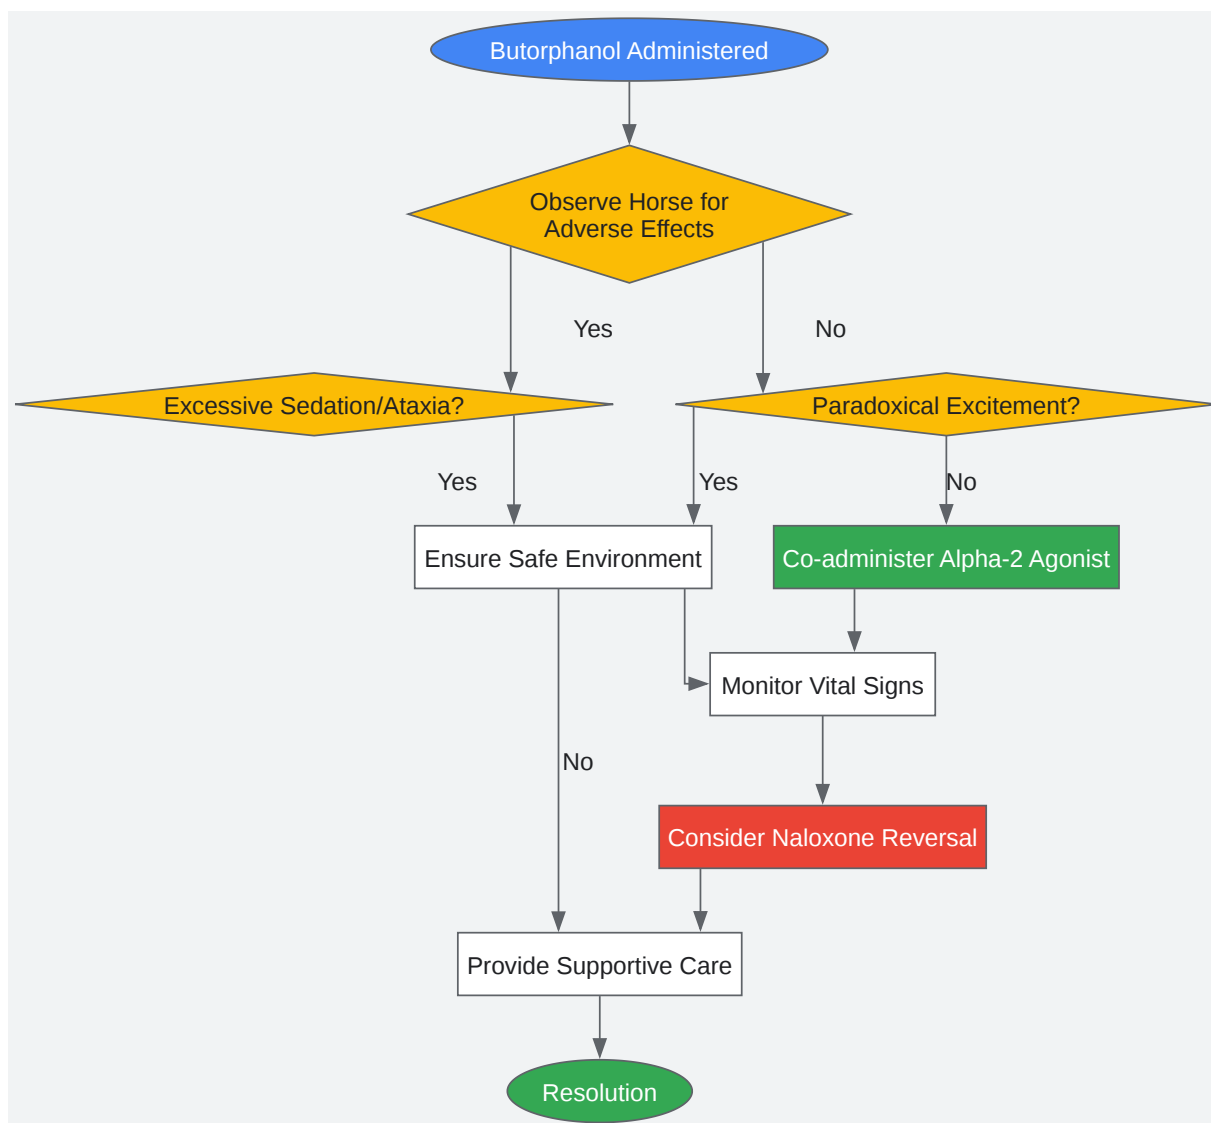 Butorphanol Administered
Observe Horse for
Adverse Effects
Yes
No
Excessive Sedation/Ataxia?
Paradoxical Excitement?
Yes
Yes
No
Ensure Safe Environment
Co-administer Alpha-2 Agonist
Monitor Vital Signs
No
Consider Naloxone Reversal
Provide Supportive Care
Resolution